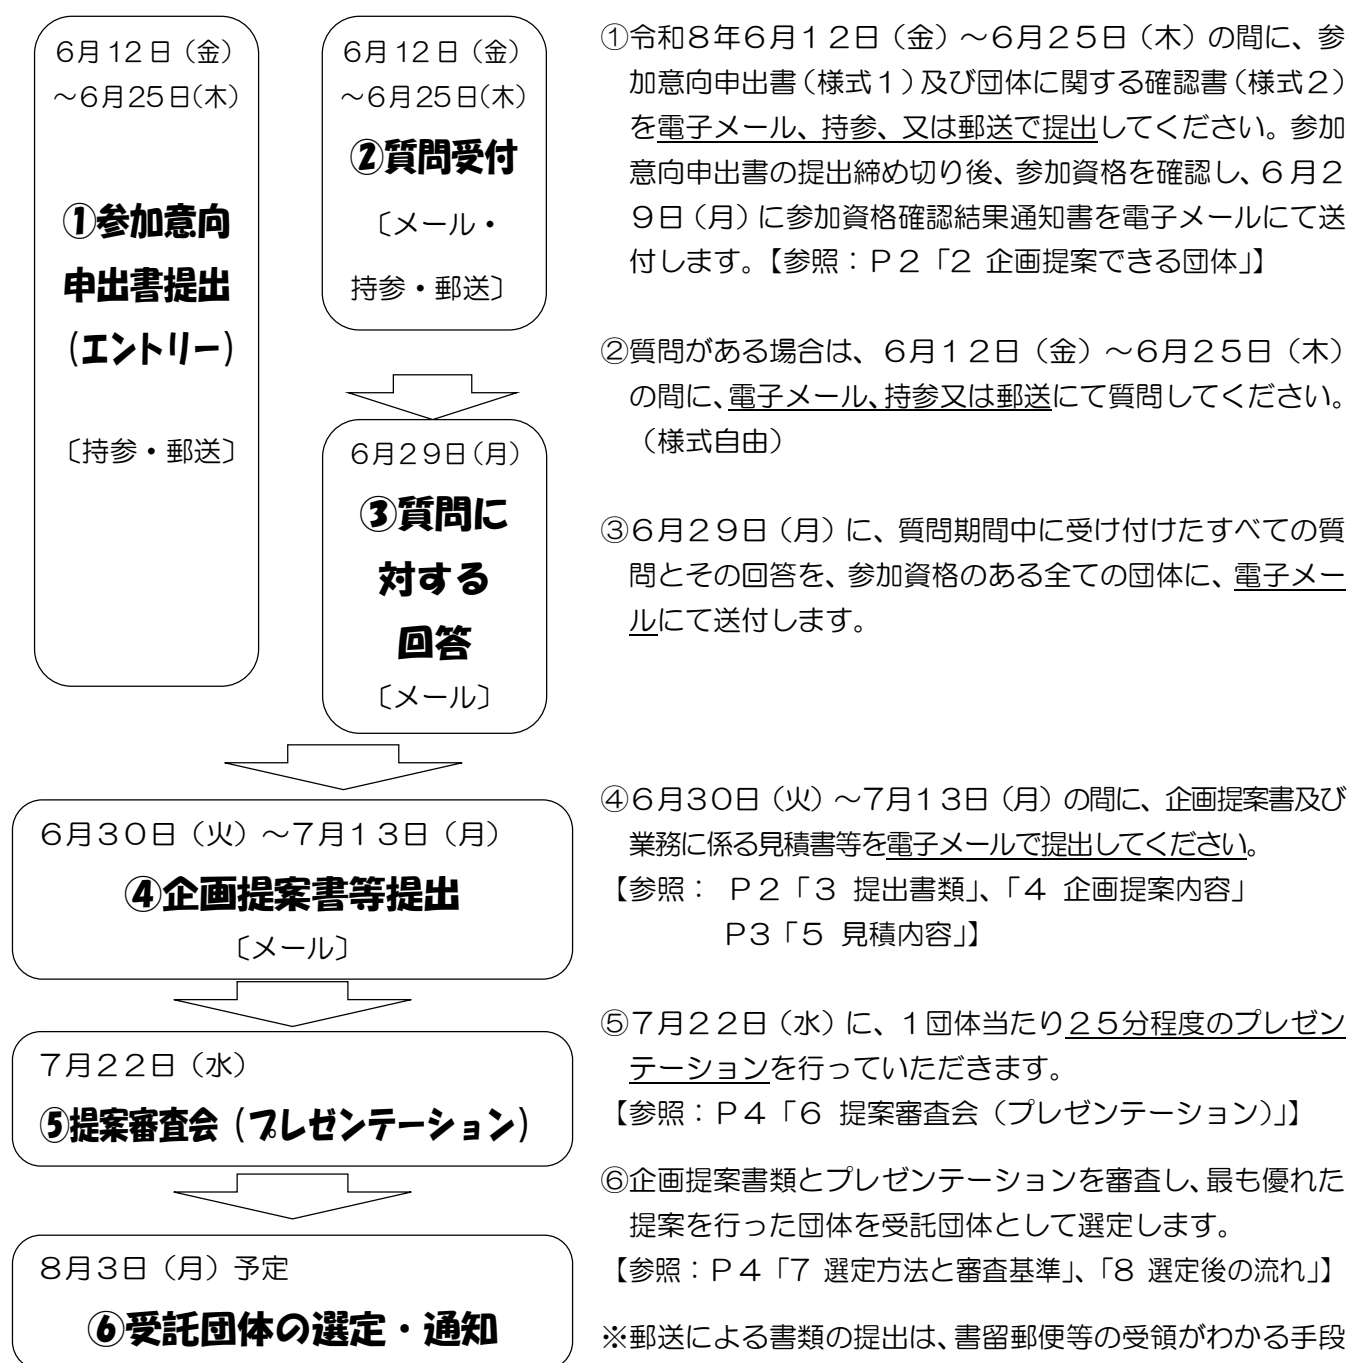 6月12日（金）
～6月25日(木)
①参加意向
申出書提出
(エントリー)
〔持参・郵送〕
6月12日（金）
～6月25日(木)
②質問受付
〔メール・
持参・郵送〕
6月29日(月)
③質問に
対する
回答
〔メール〕
6月30日（火）～7月13日（月）
④企画提案書等提出
〔メール〕
7月22日（水）
⑤提案審査会（プレゼンテーション）
8月3日（月）予定
⑥受託団体の選定・通知
①令和8年6月12日（金）～6月25日（木）の間に、参
加意向申出書（様式1）及び団体に関する確認書（様式2）
を電子メール、持参、又は郵送で提出してください。参加
意向申出書の提出締め切り後、参加資格を確認し、6月2
9日（月）に参加資格確認結果通知書を電子メールにて送
付します。【参照：P2「2 企画提案できる団体」】
②質問がある場合は、6月12日（金）～6月25日（木）
の間に、電子メール、持参又は郵送にて質問してください。
（様式自由）
③6月29日（月）に、質問期間中に受け付けたすべての質
問とその回答を、参加資格のある全ての団体に、電子メー
ルにて送付します。
④6月30日（火）～7月13日（月）の間に、企画提案書及び
業務に係る見積書等を電子メールで提出してください。
【参照： P2「3 提出書類」、「4 企画提案内容」
P3「5 見積内容」】
⑤7月22日（水）に、1団体当たり25分程度のプレゼン
テーションを行っていただきます。
【参照：P4「6 提案審査会（プレゼンテーション）」】
⑥企画提案書類とプレゼンテーションを審査し、最も優れた
提案を行った団体を受託団体として選定します。
【参照：P4「7 選定方法と審査基準」、「8 選定後の流れ」】
※郵送による書類の提出は、書留郵便等の受領がわかる手段